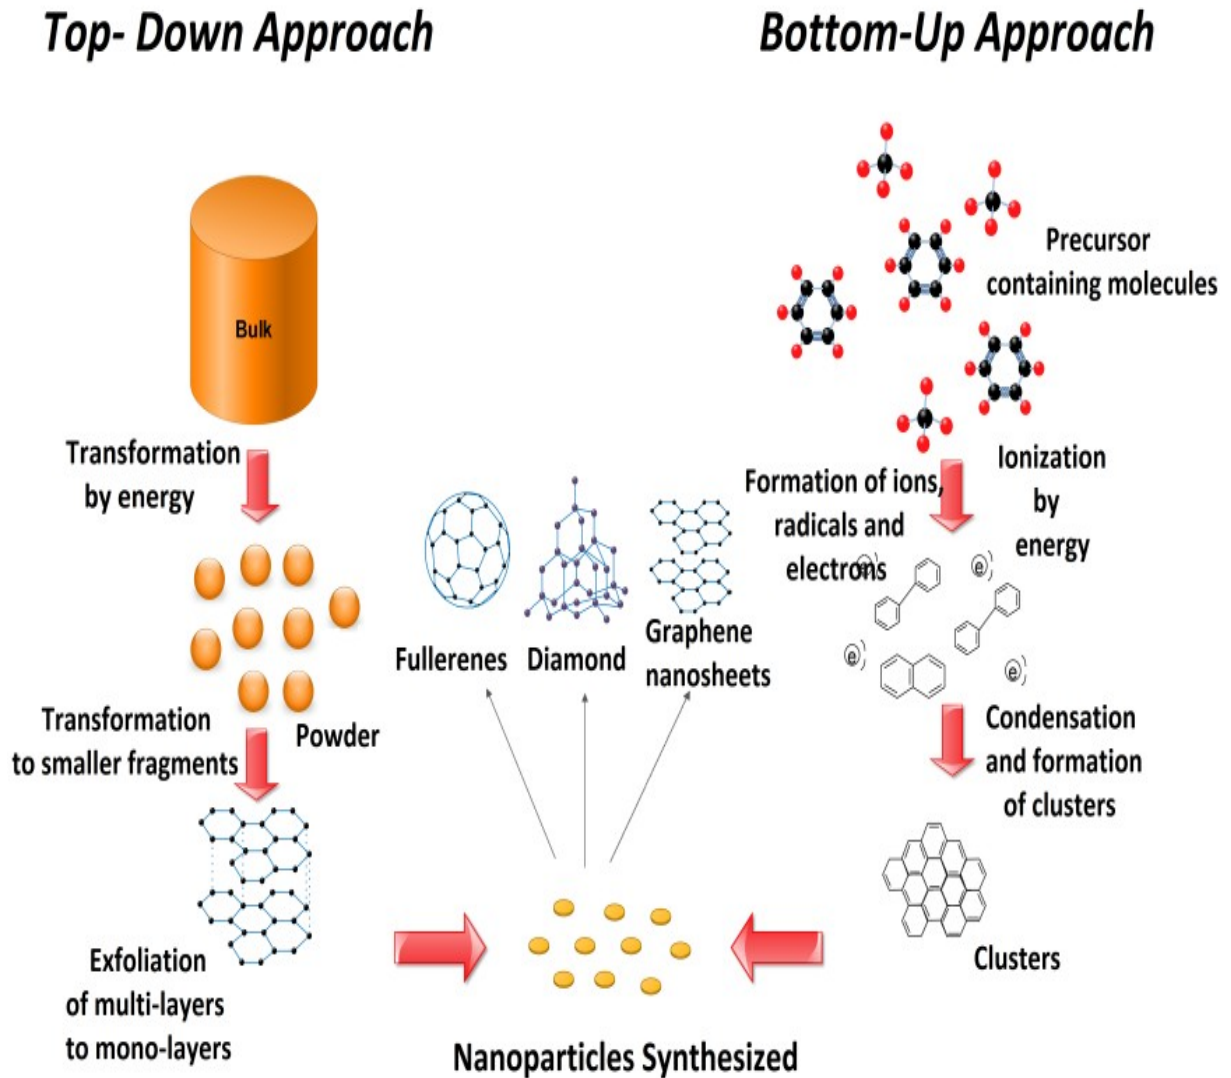 Top- Down Approach
Bottom-Up Approach
Bulk
Transformation
by energy
Powder
Transformation
to smaller fragments
Exfoliation
of multi-layers
to mono-layers
Fullerenes
Diamond
Graphene
nanosheets
Nanoparticles Synthesized
Precursor
containing molecules
Ionization
by
energy
Formation of ions,
radicals and
electrons
e
e
e
e
Condensation
and formation
of clusters
Clusters